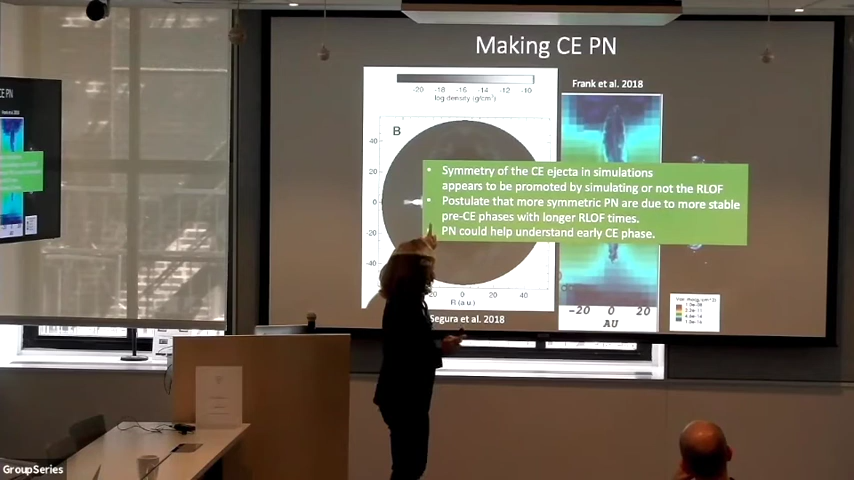 Making CE PN
Frank et al. 2018
-20 -18 -16 -14 -12 -10
log density (g/cm³)
B
40
20
0
-20
-40
-40 -20 0 20 40
R (a.u.)
Segura et al. 2018
• Symmetry of the CE ejecta in simulations
appears to be promoted by simulating or not the RLOF
• Postulate that more symmetric PN are due to more stable
pre-CE phases with longer RLOF times.
• PN could help understand early CE phase.
-20 0 20
AU
CE PN
GroupSeries